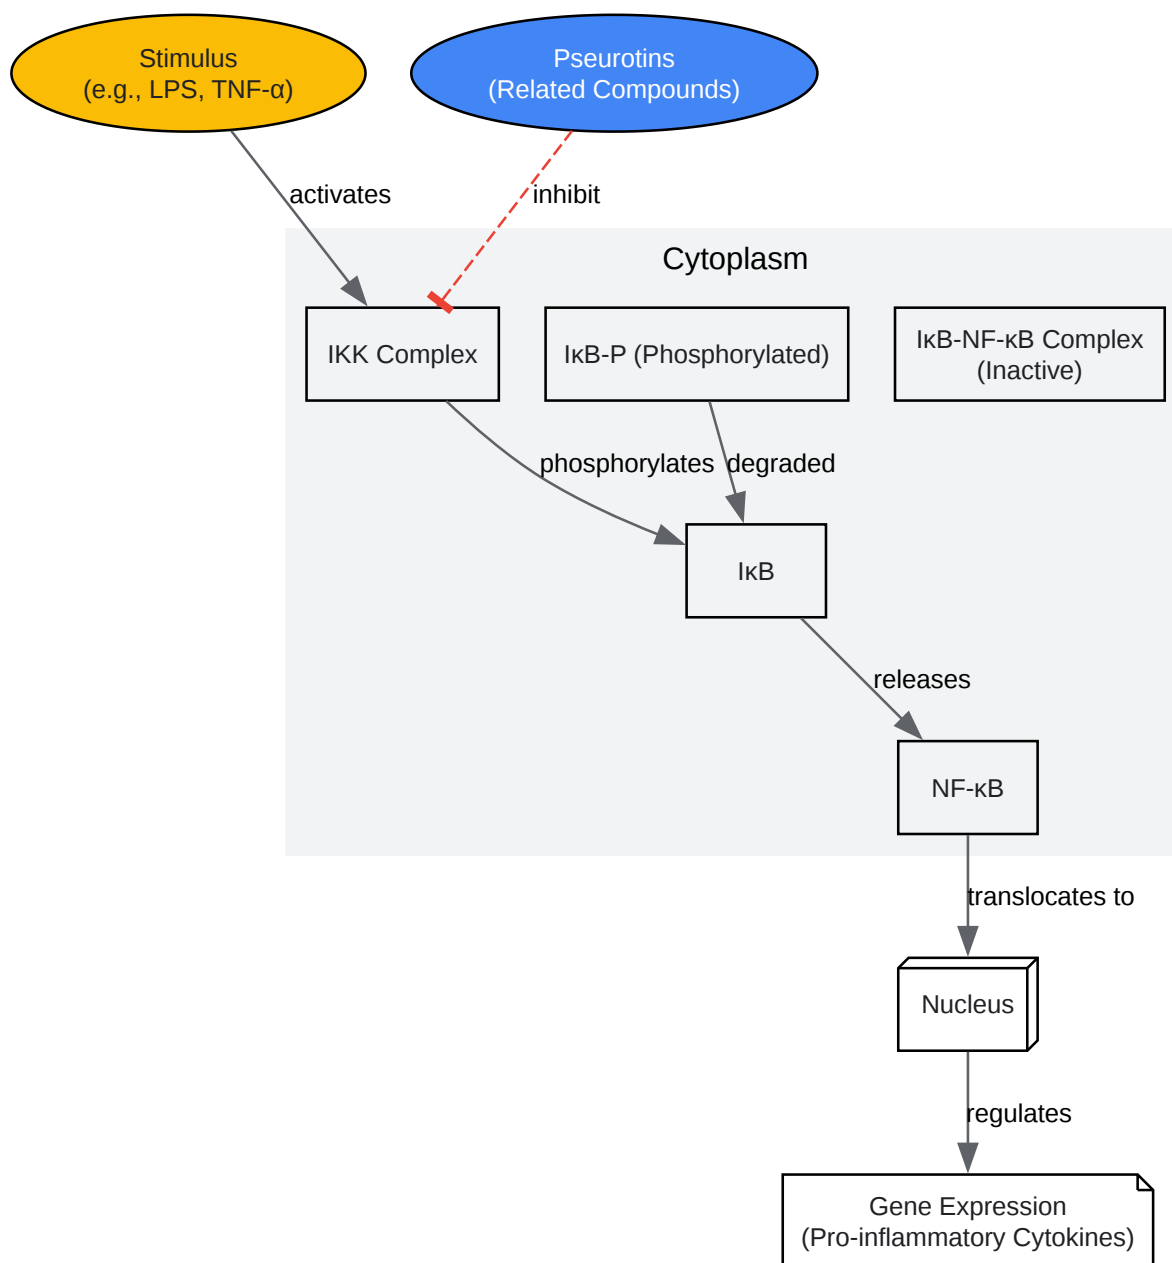 Stimulus
(e.g., LPS, TNF-α)
Pseurotins
(Related Compounds)
activates
inhibit
Cytoplasm
IKK Complex
IκB-P (Phosphorylated)
IκB-NF-κB Complex
(Inactive)
phosphorylates
degraded
IκB
releases
NF-κB
translocates to
Nucleus
regulates
Gene Expression
(Pro-inflammatory Cytokines)